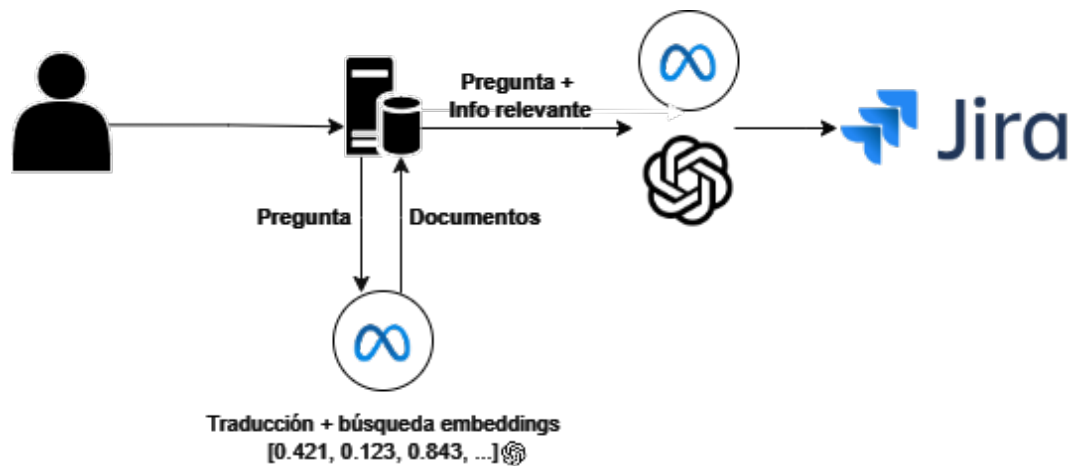 Pregunta +
Info relevante
Jira
Pregunta
Documentos
Traducción + búsqueda embeddings
[0.421, 0.123, 0.843, ...]